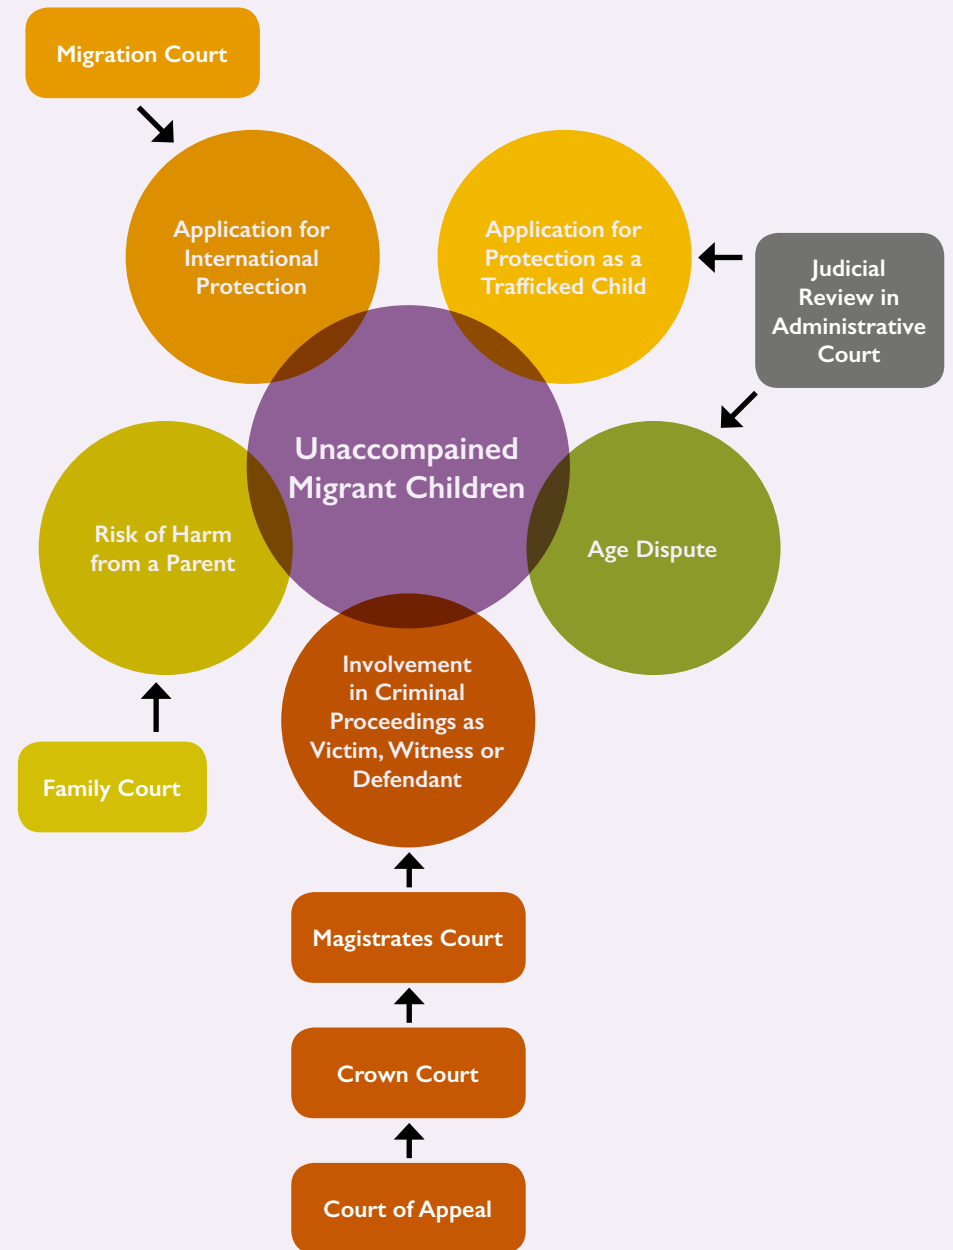 Migration Court
Application for
International
Protection
Application for
Protection as a
Trafficked Child
Judicial
Review in
Administrative
Court
Unaccompained
Migrant Children
Risk of Harm
from a Parent
Age Dispute
Involvement
in Criminal
Proceedings as
Victim, Witness or
Defendant
Family Court
Magistrates Court
Crown Court
Court of Appeal